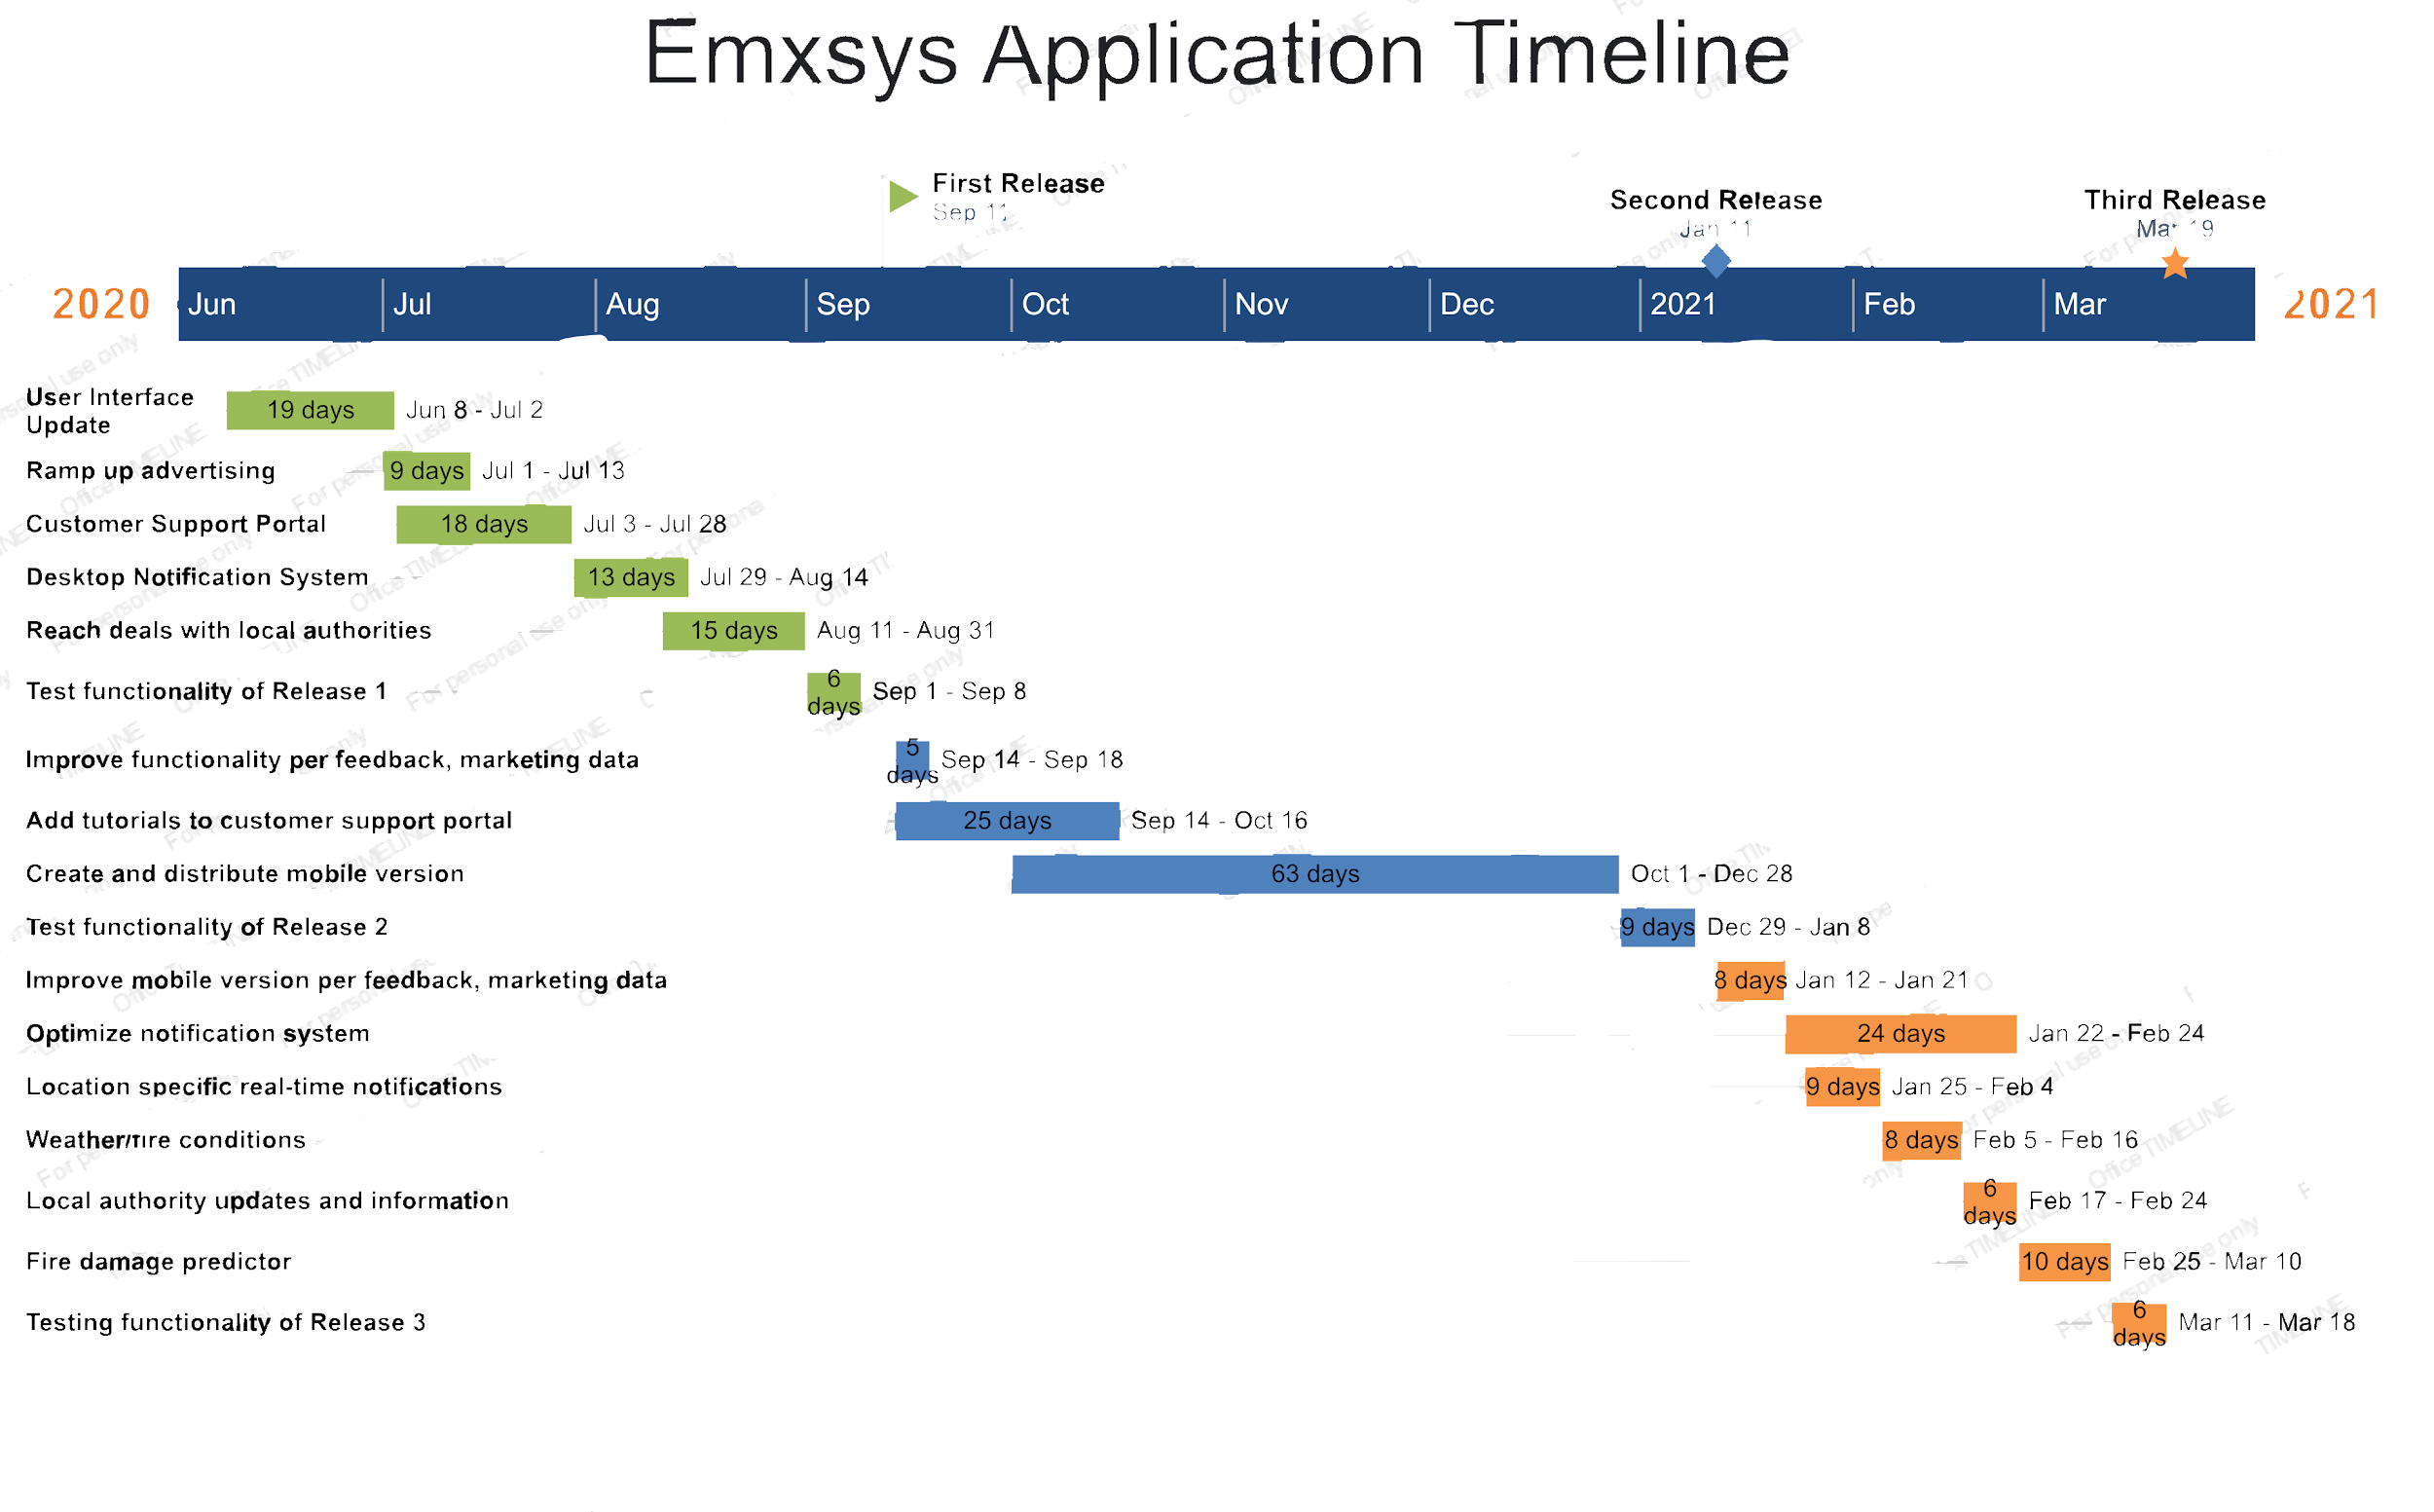 Emxsys Application Timeline
First Release
Sep 11
Second Release
Jan 11
Third Release
Mar 19
2020
Jun
Jul
Aug
Sep
Oct
Nov
Dec
2021
Feb
Mar
2021
User Interface
Update
19 days
Jun 8 - Jul 2
Ramp up advertising
9 days
Jul 1 - Jul 13
Customer Support Portal
18 days
Jul 3 - Jul 28
Desktop Notification System
13 days
Jul 29 - Aug 14
Reach deals with local authorities
15 days
Aug 11 - Aug 31
Test functionality of Release 1
6
days
Sep 1 - Sep 8
Improve functionality per feedback, marketing data
5
days
Sep 14 - Sep 18
Add tutorials to customer support portal
25 days
Sep 14 - Oct 16
Create and distribute mobile version
63 days
Oct 1 - Dec 28
Test functionality of Release 2
9 days
Dec 29 - Jan 8
Improve mobile version per feedback, marketing data
8 days
Jan 12 - Jan 21
Optimize notification system
24 days
Jan 22 - Feb 24
Location specific real-time notifications
9 days
Jan 25 - Feb 4
Weather/fire conditions
8 days
Feb 5 - Feb 16
Local authority updates and information
6
days
Feb 17 - Feb 24
Fire damage predictor
10 days
Feb 25 - Mar 10
Testing functionality of Release 3
6
days
Mar 11 - Mar 18